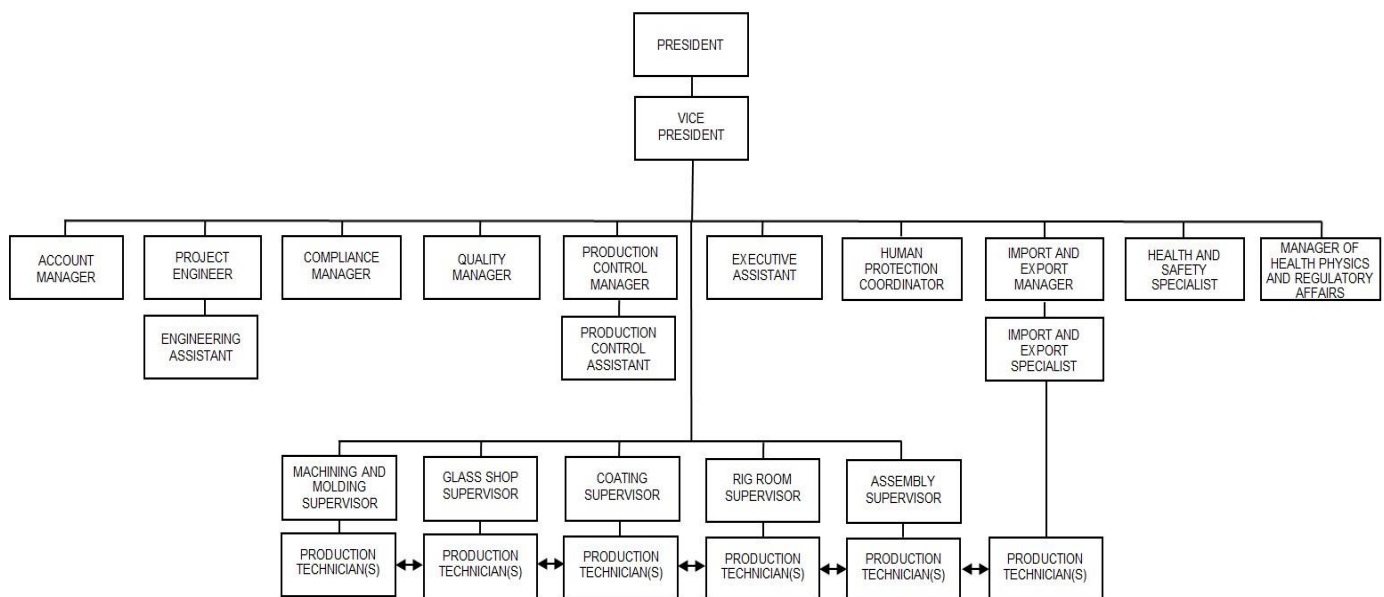 PRESIDENT
VICE
PRESIDENT
ACCOUNT
MANAGER
PROJECT
ENGINEER
COMPLIANCE
MANAGER
QUALITY
MANAGER
PRODUCTION
CONTROL
MANAGER
EXECUTIVE
ASSISTANT
HUMAN
PROTECTION
COORDINATOR
IMPORT AND
EXPORT
MANAGER
HEALTH AND
SAFETY
SPECIALIST
MANAGER OF
HEALTH PHYSICS
AND REGULATORY
AFFAIRS
ENGINEERING
ASSISTANT
PRODUCTION
CONTROL
ASSISTANT
IMPORT AND
EXPORT
SPECIALIST
MACHINING AND
MOLDING
SUPERVISOR
GLASS SHOP
SUPERVISOR
COATING
SUPERVISOR
RIG ROOM
SUPERVISOR
ASSEMBLY
SUPERVISOR
PRODUCTION
TECHNICIAN(S)
PRODUCTION
TECHNICIAN(S)
PRODUCTION
TECHNICIAN(S)
PRODUCTION
TECHNICIAN(S)
PRODUCTION
TECHNICIAN(S)
PRODUCTION
TECHNICIAN(S)